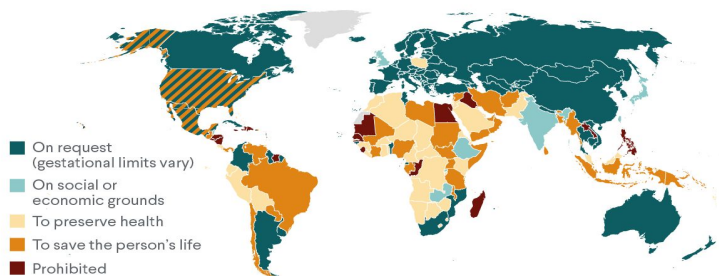 On request
(gestational limits vary)
On social or
economic grounds
To preserve health
To save the person's life
Prohibited